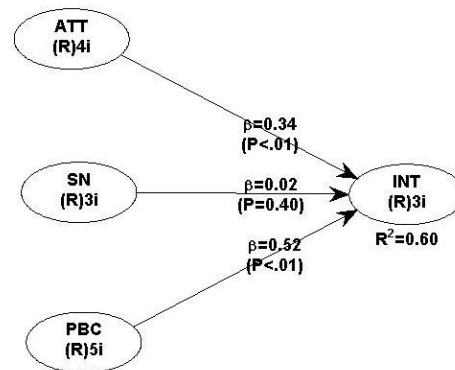 ATT
(R)4i
β=0.34
(P<.01)
SN
(R)3i
β=0.02
(P=0.40)
INT
(R)3i
R²=0.60
β=0.52
(P<.01)
PBC
(R)5i